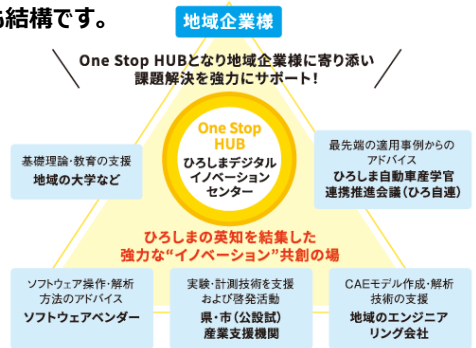 も結構です。
地域企業様
One Stop HUBとなり地域企業様に寄り添い
課題解決を強力にサポート!
One Stop
HUB
ひろしまデジタル
イノベーション
センター
基礎理論・教育の支援
地域の大学など
最先端の適用事例からの
アドバイス
ひろしま自動車産学官
連携推進会議(ひろ自連)
ひろしまの英知を結集した
強力な“イノベーション”共創の場
ソフトウェア操作・解析
方法のアドバイス
ソフトウェアベンダー
実験・計測技術を支援
および啓発活動
県・市(公設試)
産業支援機関
CAEモデル作成・解析
技術の支援
地域のエンジニア
リング会社